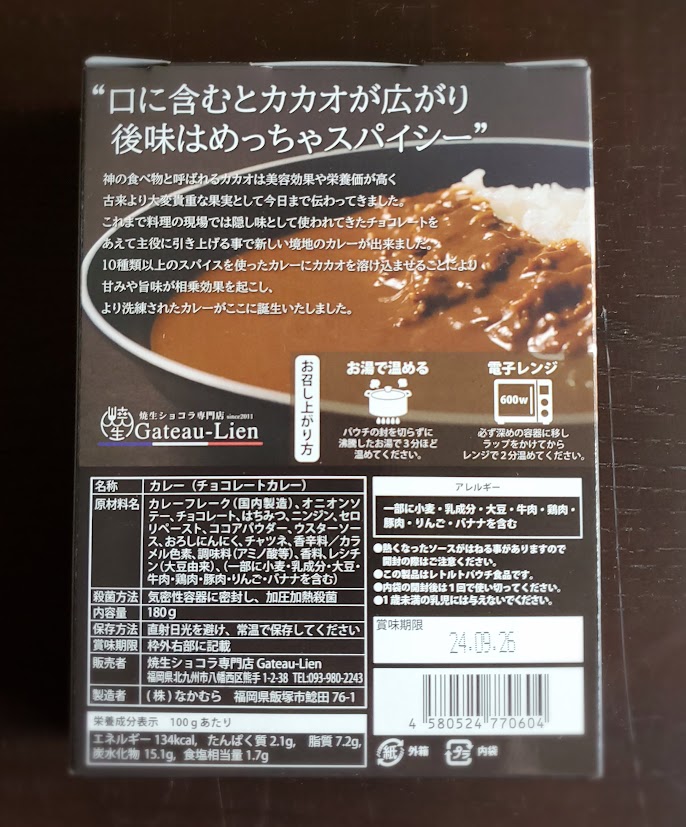 “口に含むとカカオが広がり
後味はめっちゃスパイシー”
神の食べ物と呼ばれるカカオは美容効果や栄養価が高く
古来より大変貴重な果実として今日まで伝わってきました。
これまで料理の現場では隠し味として使われてきたチョコレートを
あえて主役に引き上げる事で新しい境地のカレーが出来ました。
10種類以上のスパイスを使ったカレーにカカオを溶け込ませることにより
甘みや旨味が相乗効果を起こし、
より洗練されたカレーがここに誕生いたしました。
焼生
焼生ショコラ専門店 since2011
Gateau-Lien
お召し上がり方
お湯で温める
パウチの封を切らずに
沸騰したお湯で3分ほど
温めてください。
電子レンジ
600w
必ず深めの容器に移し
ラップをかけてから
レンジで2分温めてください。
名称 カレー（チョコレートカレー）
原材料名 カレーフレーク（国内製造）、オニオンソ
テー、チョコレート、はちみつ、ニンジン、セロ
リペースト、ココアパウダー、ウスターソー
ス、おろしにんにく、チャツネ、香辛料／カラ
メル色素、調味料（アミノ酸等）、香料、レシチ
ン（大豆由来）、（一部に小麦・乳成分・大豆・
牛肉・鶏肉・豚肉・りんご・バナナを含む）
殺菌方法 気密性容器に密封し、加圧加熱殺菌
内容量 180g
保存方法 直射日光を避け、常温で保存してください
賞味期限 枠外右部に記載
販売者 焼生ショコラ専門店 Gateau-Lien
福岡県北九州市八幡西区熊手1-2-38 TEL:093-980-2243
製造者 （株）なかむら 福岡県飯塚市鯰田76-1
栄養成分表示 100gあたり
エネルギー 134kcal, たんぱく質 2.1g, 脂質 7.2g,
炭水化物 15.1g, 食塩相当量 1.7g
アレルギー
一部に小麦・乳成分・大豆・牛肉・鶏肉・
豚肉・りんご・バナナを含む
●熱くなったソースがはねる事がありますので
開封の際はご注意ください。
●この製品はレトルトパウチ食品です。
●内袋の開封後は1回で使い切ってください。
●1歳未満の乳児には与えないでください。
賞味期限
24.09.26
4 580524 770604
紙 外箱 プラ 内袋